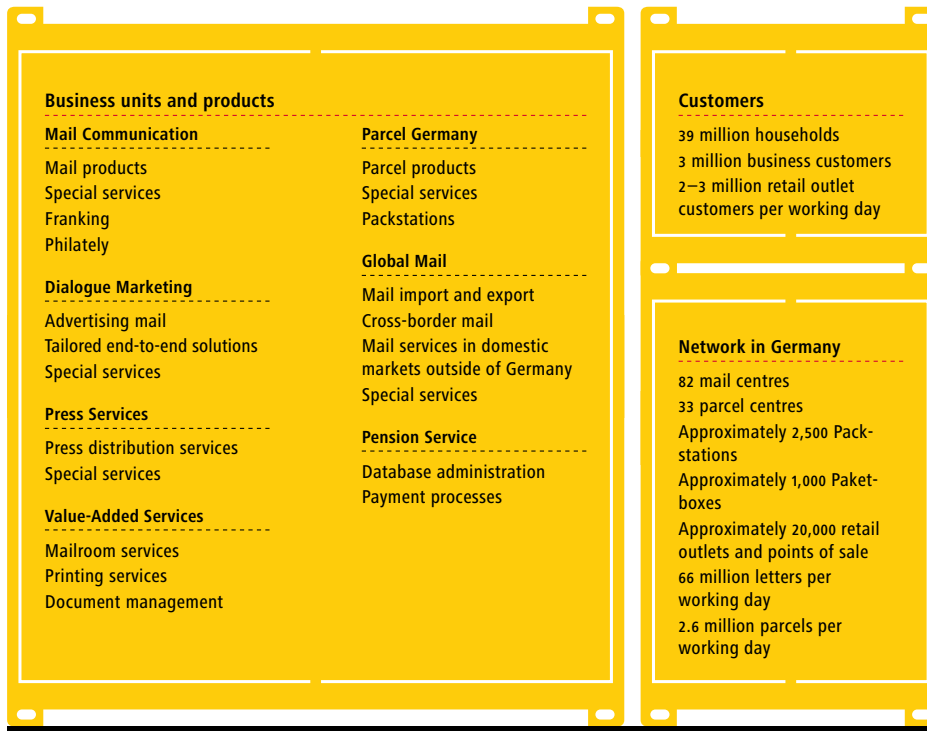 Business units and products
Mail Communication
Mail products
Special services
Franking
Philately
Dialogue Marketing
Advertising mail
Tailored end-to-end solutions
Special services
Press Services
Press distribution services
Special services
Value-Added Services
Mailroom services
Printing services
Document management
Parcel Germany
Parcel products
Special services
Packstations
Global Mail
Mail import and export
Cross-border mail
Mail services in domestic
markets outside of Germany
Special services
Pension Service
Database administration
Payment processes
Customers
39 million households
3 million business customers
2–3 million retail outlet
customers per working day
Network in Germany
82 mail centres
33 parcel centres
Approximately 2,500 Pack-
stations
Approximately 1,000 Paket-
boxes
Approximately 20,000 retail
outlets and points of sale
66 million letters per
working day
2.6 million parcels per
working day